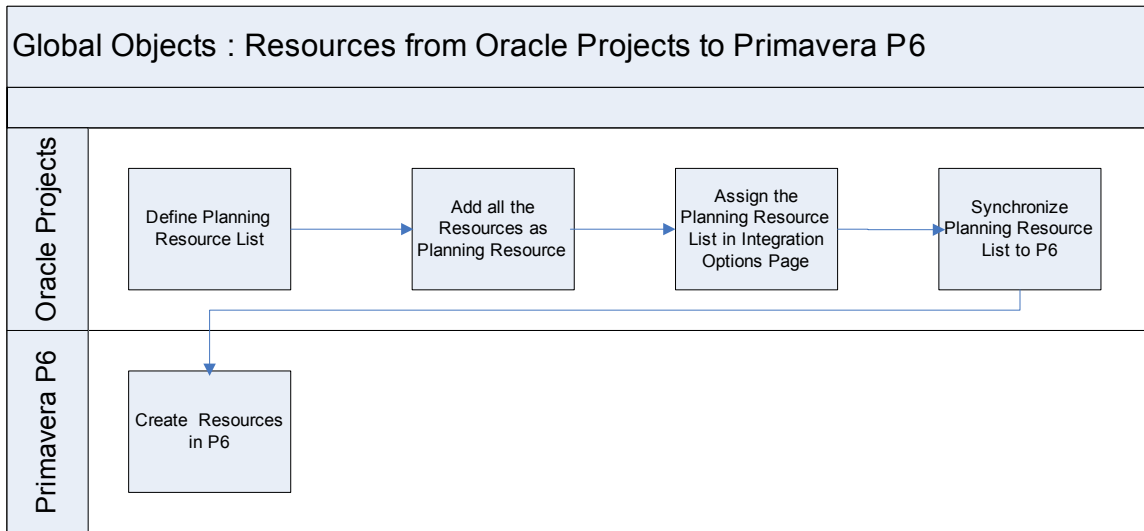 Global Objects : Resources from Oracle Projects to Primavera P6
Oracle Projects
Define Planning
Resource List
Add all the
Resources as
Planning Resource
Assign the
Planning Resource
List in Integration
Options Page
Synchronize
Planning Resource
List to P6
Primavera P6
Create Resources
in P6